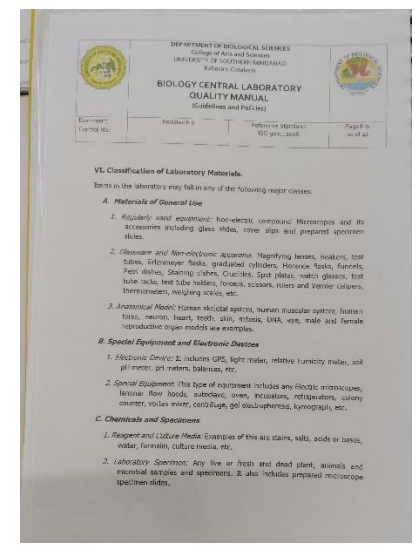 DEPARTMENT OF BIOLOGICAL SCIENCES
College of Arts and Sciences
UNIVERSITY OF SOUTHERN MINDANAO
Kabacan, Cotabato
BIOLOGY CENTRAL LABORATORY
QUALITY MANUAL
(Guidelines and Policies)
Document
Control No:
Revision No
Reference Standard:
Page No:
VI. Classification of Laboratory Materials.
Items in the laboratory may fall in any of the following major classes:
A. Materials of General Use
1. Regularly used equipment: Non-electric compound Microscopes and its
accessories including glass slides, cover slips and prepared specimen
slides.
2. Glassware and Non-electronic apparatus. Magnifying lenses, Beakers, test
tubes, Erlenmeyer flasks, graduated cylinders, Florence flasks, funnels,
Petri dishes, Staining dishes, Crucibles, Spot plates, watch glasses, test
tube racks, test tube holders, forceps, scissors, rulers and Vernier calipers,
thermometers, weighing scales, etc.
3. Anatomical Model: Human skeletal system, human muscular system, human
torso, neuron, heart, teeth, skin, mitosis, DNA, eye, male and female
reproductive organ models are examples.
B. Special Equipment and Electronic Devices
1. Electronic Device: It includes GPS, light meter, relative humidity meter, soil
pH meter, pH meters, balances, etc.
2. Special Equipment. This type of equipment includes any Electric microscopes,
laminar flow hoods, autoclave, oven, incubators, refrigerators, colony
counter, vortex mixer, centrifuge, gel electrophoresis, kymograph, etc.
C. Chemicals and Specimens
1. Reagent and Culture Media: Examples of this are stains, salts, acids or bases,
water, formalin, culture media, etc.
2. Laboratory Specimen: Any live or fresh and dead plant, animals and
microbial samples and specimens. It also includes prepared microscope
specimen slides.